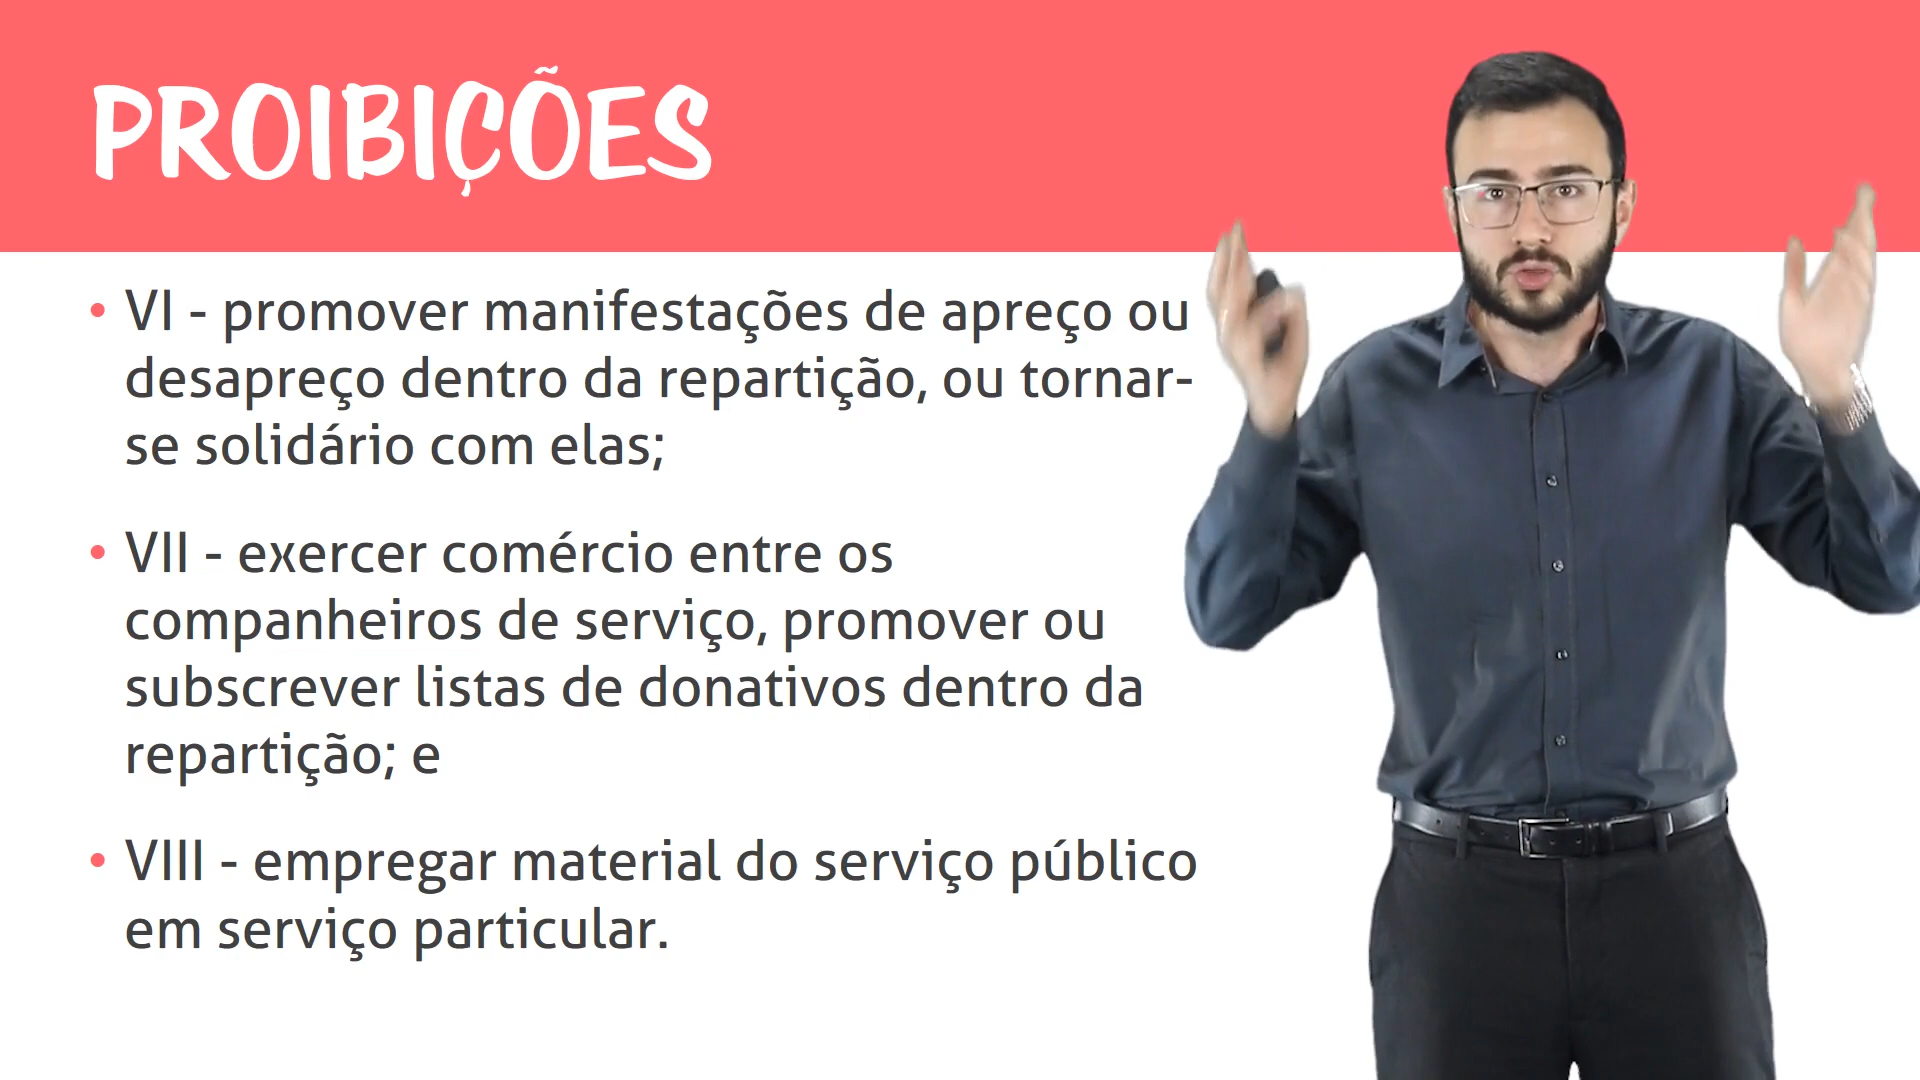 PROIBIÇÕES
• VI - promover manifestações de apreço ou
desapreço dentro da repartição, ou tornar-
se solidário com elas;
• VII - exercer comércio entre os
companheiros de serviço, promover ou
subscrever listas de donativos dentro da
repartição; e
• VIII - empregar material do serviço público
em serviço particular.